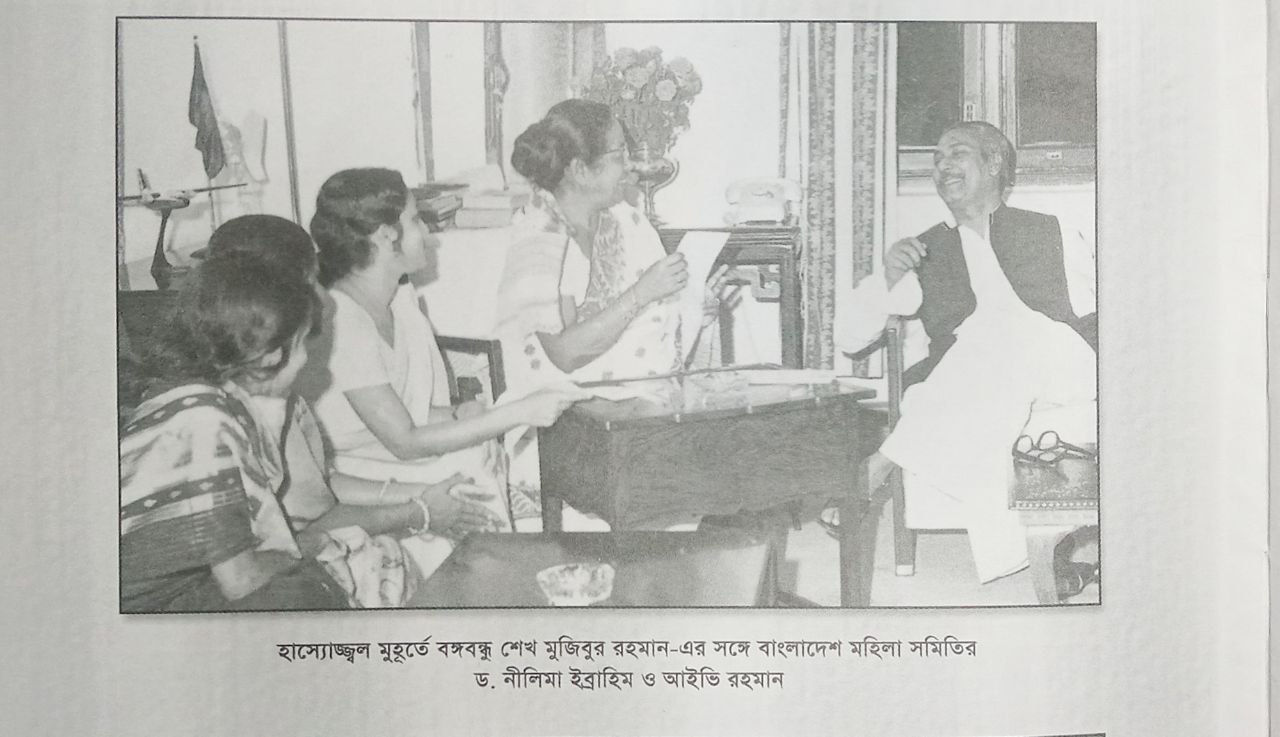 হাস্যোজ্জ্বল মুহূর্তে বঙ্গবন্ধু শেখ মুজিবুর রহমান-এর সঙ্গে বাংলাদেশ মহিলা সমিতির
ড. নীলিমা ইব্রাহিম ও আইভি রহমান